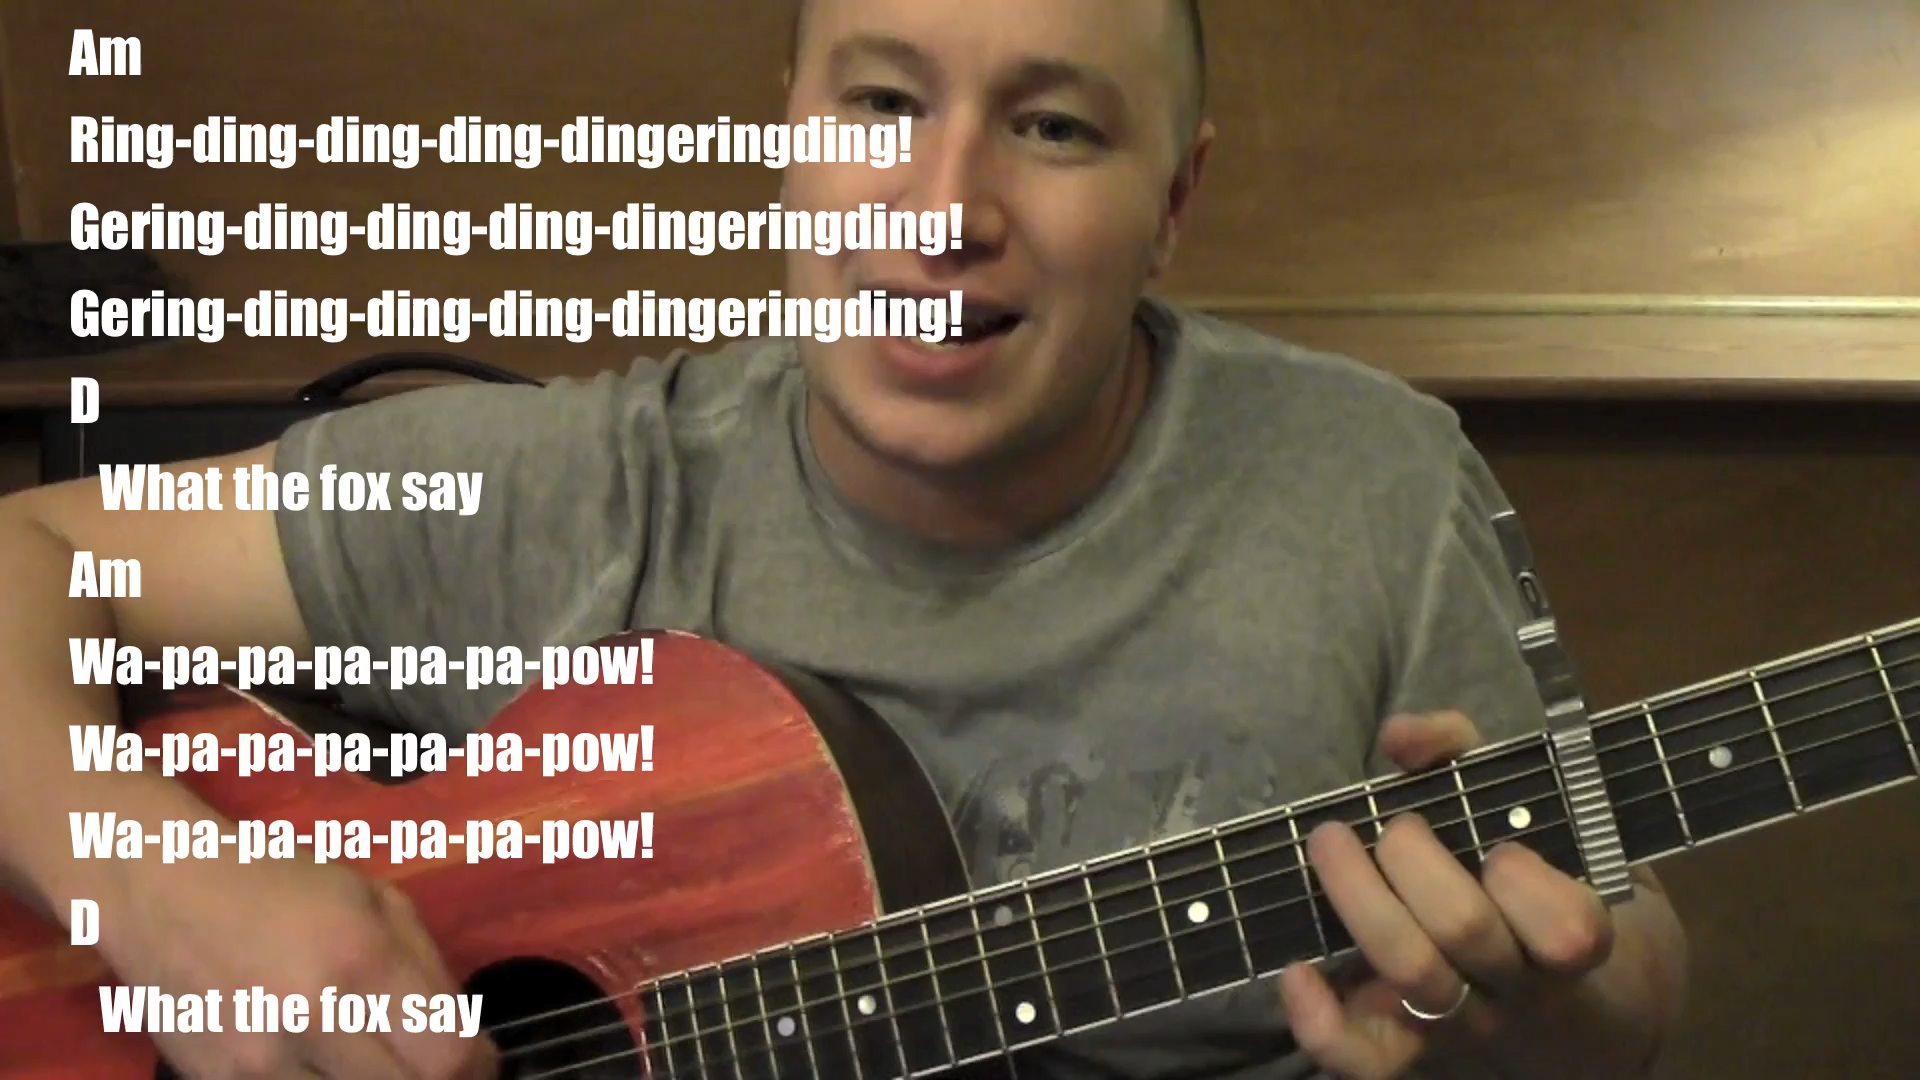 Am
Ring-ding-ding-ding-dingeringding!
Gering-ding-ding-ding-dingeringding!
Gering-ding-ding-ding-dingeringding!
D
What the fox say
Am
Wa-pa-pa-pa-pa-pa-pow!
Wa-pa-pa-pa-pa-pa-pow!
Wa-pa-pa-pa-pa-pa-pow!
D
What the fox say